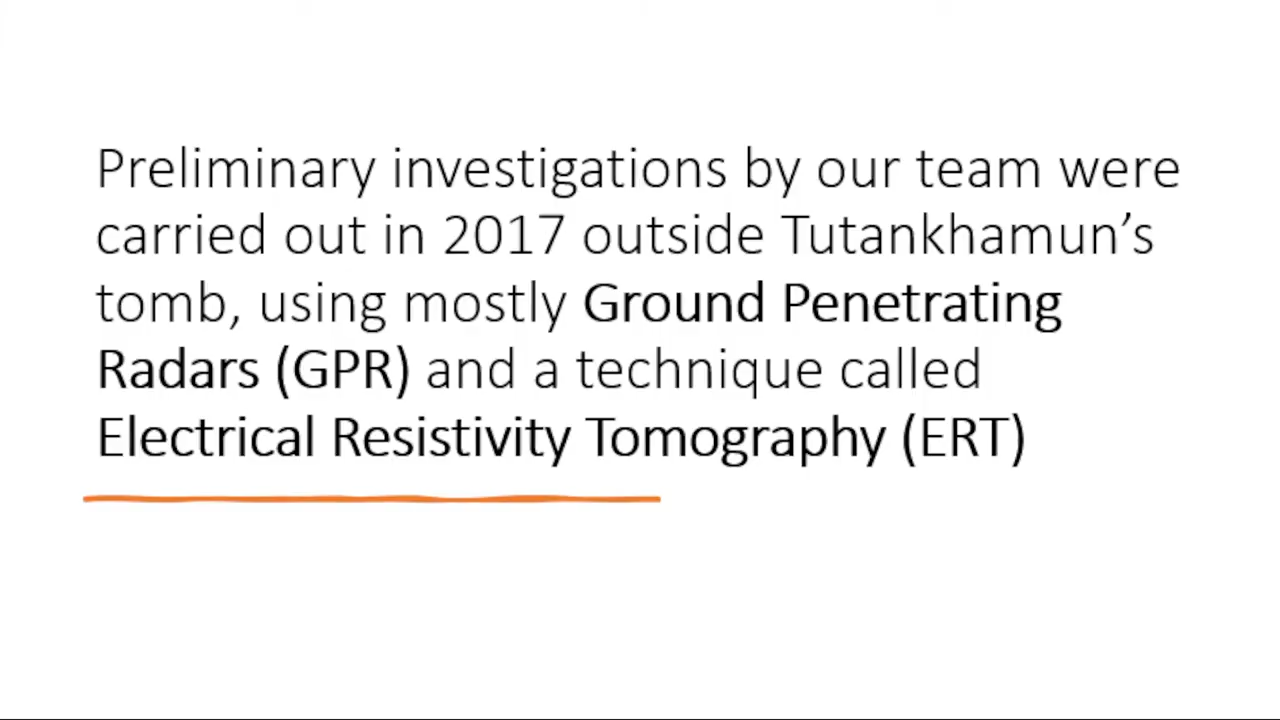 Preliminary investigations by our team were
carried out in 2017 outside Tutankhamun’s
tomb, using mostly Ground Penetrating
Radars (GPR) and a technique called
Electrical Resistivity Tomography (ERT)